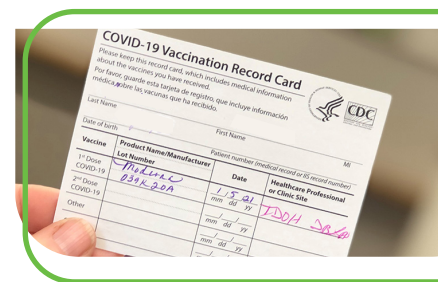 COVID-19 Vaccination Record Card
Please keep this record card, which includes medical information
about the vaccines you have received.
Por favor, guarde esta tarjeta de registro, que incluye información
médica sobre las vacunas que ha recibido.
CDC
Last Name
First Name
MI
Date of birth
Patient number (medical record or IIS record number)
Vaccine
Product Name/Manufacturer
Lot Number
Date
Healthcare Professional
or Clinic Site
1st Dose
COVID-19
Moderna
039K20A
1/5/21
mm dd yy
IDOH
2nd Dose
COVID-19
mm dd yy
Other
mm dd yy